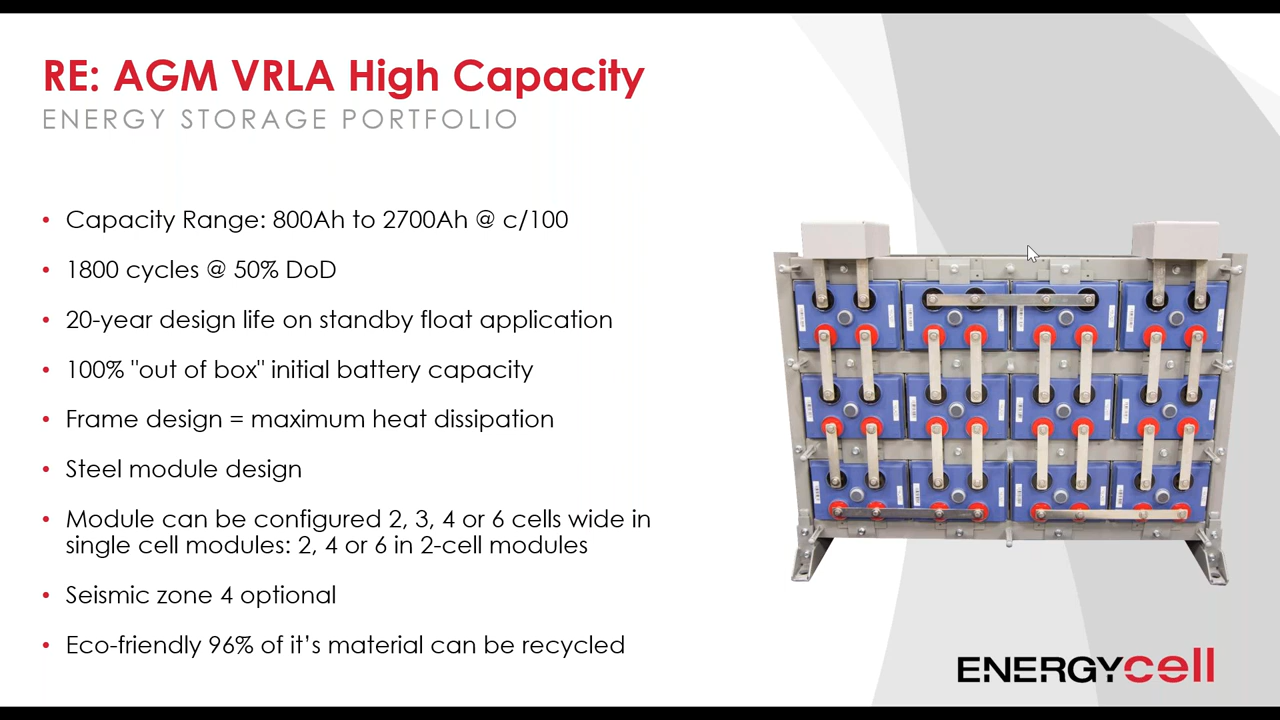 RE: AGM VRLA High Capacity
ENERGY STORAGE PORTFOLIO
• Capacity Range: 800Ah to 2700Ah @ c/100
• 1800 cycles @ 50% DoD
• 20-year design life on standby float application
• 100% "out of box" initial battery capacity
• Frame design = maximum heat dissipation
• Steel module design
• Module can be configured 2, 3, 4 or 6 cells wide in
single cell modules: 2, 4 or 6 in 2-cell modules
• Seismic zone 4 optional
• Eco-friendly 96% of it’s material can be recycled
ENERGYcell